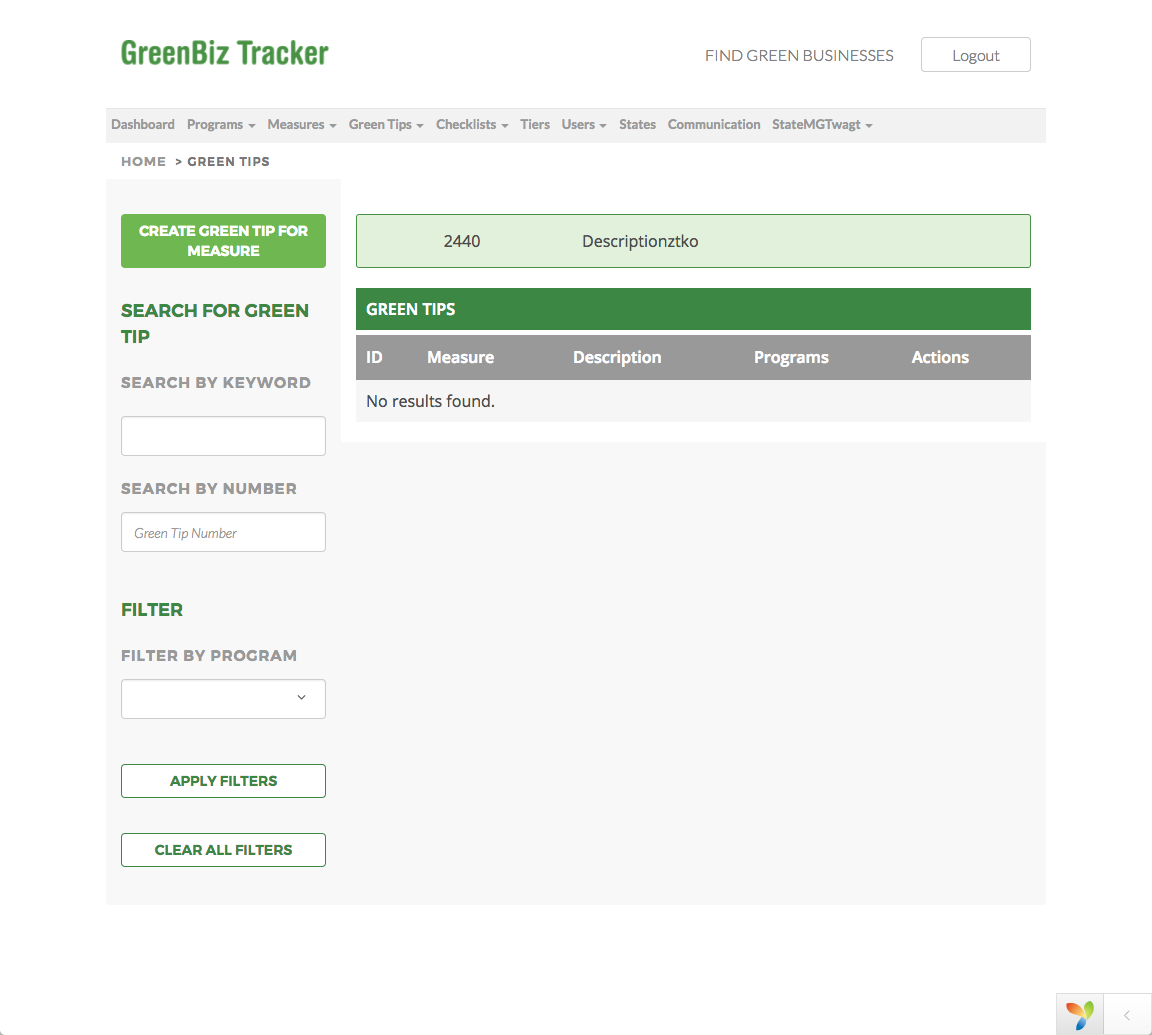 GreenBiz Tracker
FIND GREEN BUSINESSES
Logout
Dashboard Programs Measures Green Tips Checklists Tiers Users States Communication StateMGTwagt
HOME > GREEN TIPS
CREATE GREEN TIP FOR
MEASURE
SEARCH FOR GREEN
TIP
SEARCH BY KEYWORD
SEARCH BY NUMBER
Green Tip Number
FILTER
FILTER BY PROGRAM
APPLY FILTERS
CLEAR ALL FILTERS
2440 Descriptionztko
GREEN TIPS
ID Measure Description Programs Actions
No results found.